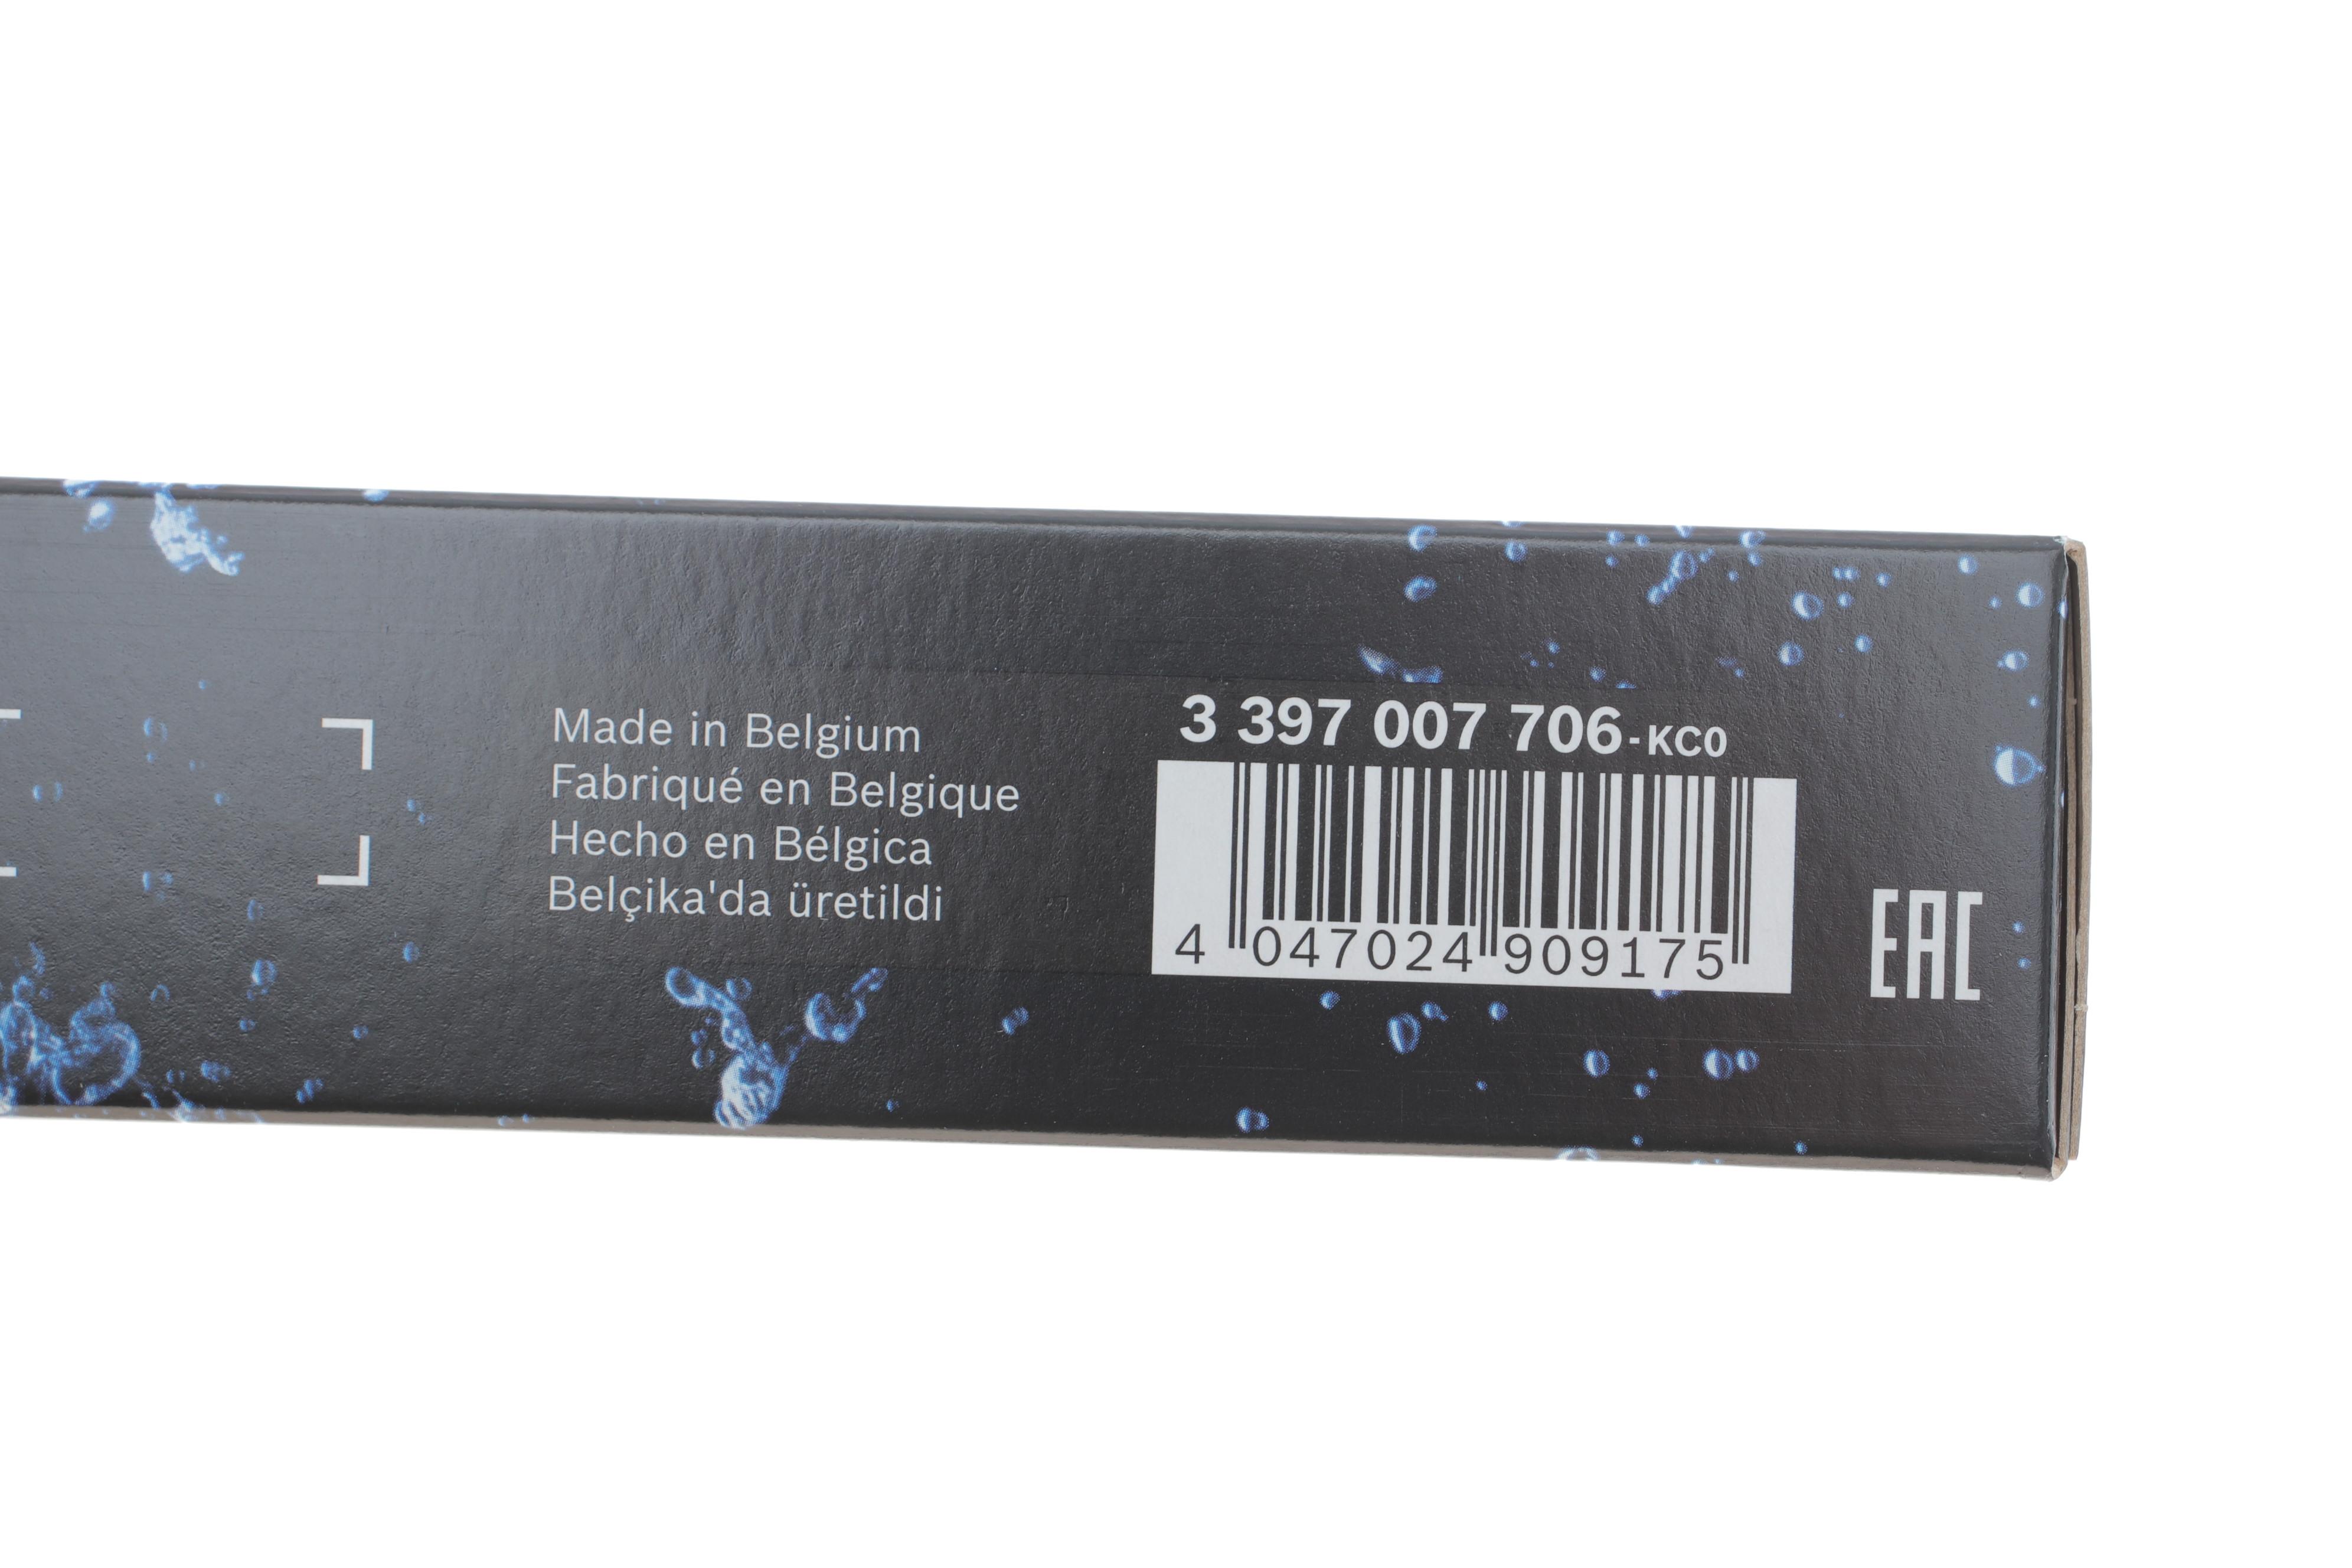 Made in Belgium
Fabriqué en Belgique
Hecho en Bélgica
Belçika'da üretildi
3 397 007 706-KC0
4 047024 909175
EAC